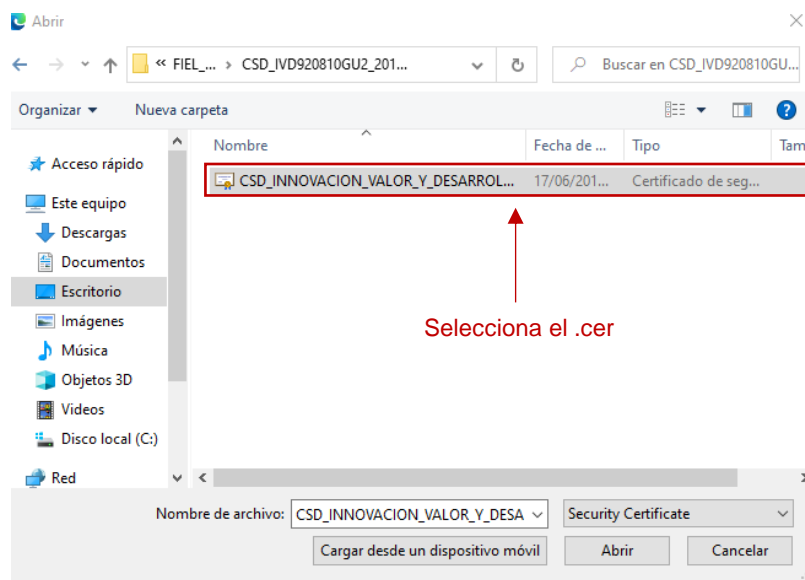 Abrir
« FIEL_... › CSD_IVD920810GU2_201...
Buscar en CSD_IVD920810GU...
Organizar
Nueva carpeta
Nombre
Fecha de ...
Tipo
Tam
CSD_INNOVACION_VALOR_Y_DESARROL...
17/06/201...
Certificado de seg...
Acceso rápido
Este equipo
Descargas
Documentos
Escritorio
Imágenes
Música
Objetos 3D
Videos
Disco local (C:)
Red
Selecciona el .cer
Nombre de archivo: CSD_INNOVACION_VALOR_Y_DESA
Security Certificate
Cargar desde un dispositivo móvil
Abrir
Cancelar